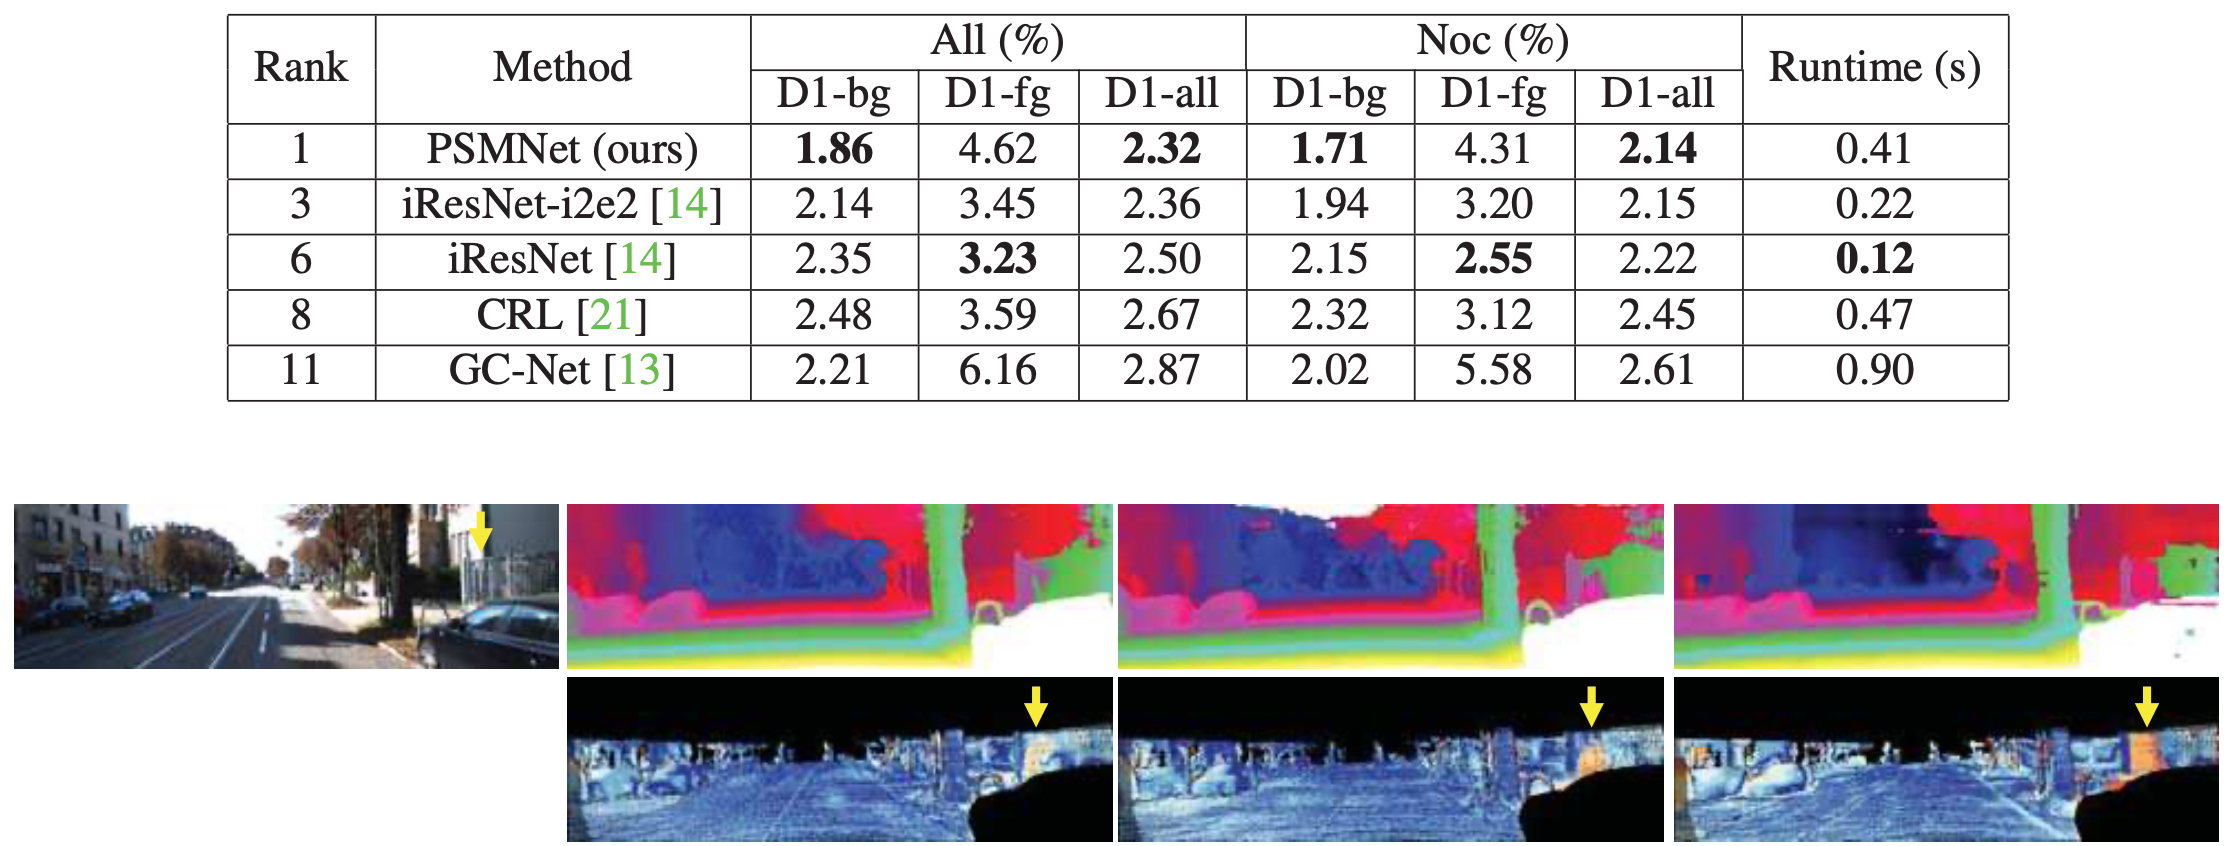 Rank Method All (%) Noc (%) Runtime (s)
D1-bg D1-fg D1-all D1-bg D1-fg D1-all
1 PSMNet (ours) 1.86 4.62 2.32 1.71 4.31 2.14 0.41
3 iResNet-i2e2 [14] 2.14 3.45 2.36 1.94 3.20 2.15 0.22
6 iResNet [14] 2.35 3.23 2.50 2.15 2.55 2.22 0.12
8 CRL [21] 2.48 3.59 2.67 2.32 3.12 2.45 0.47
11 GC-Net [13] 2.21 6.16 2.87 2.02 5.58 2.61 0.90